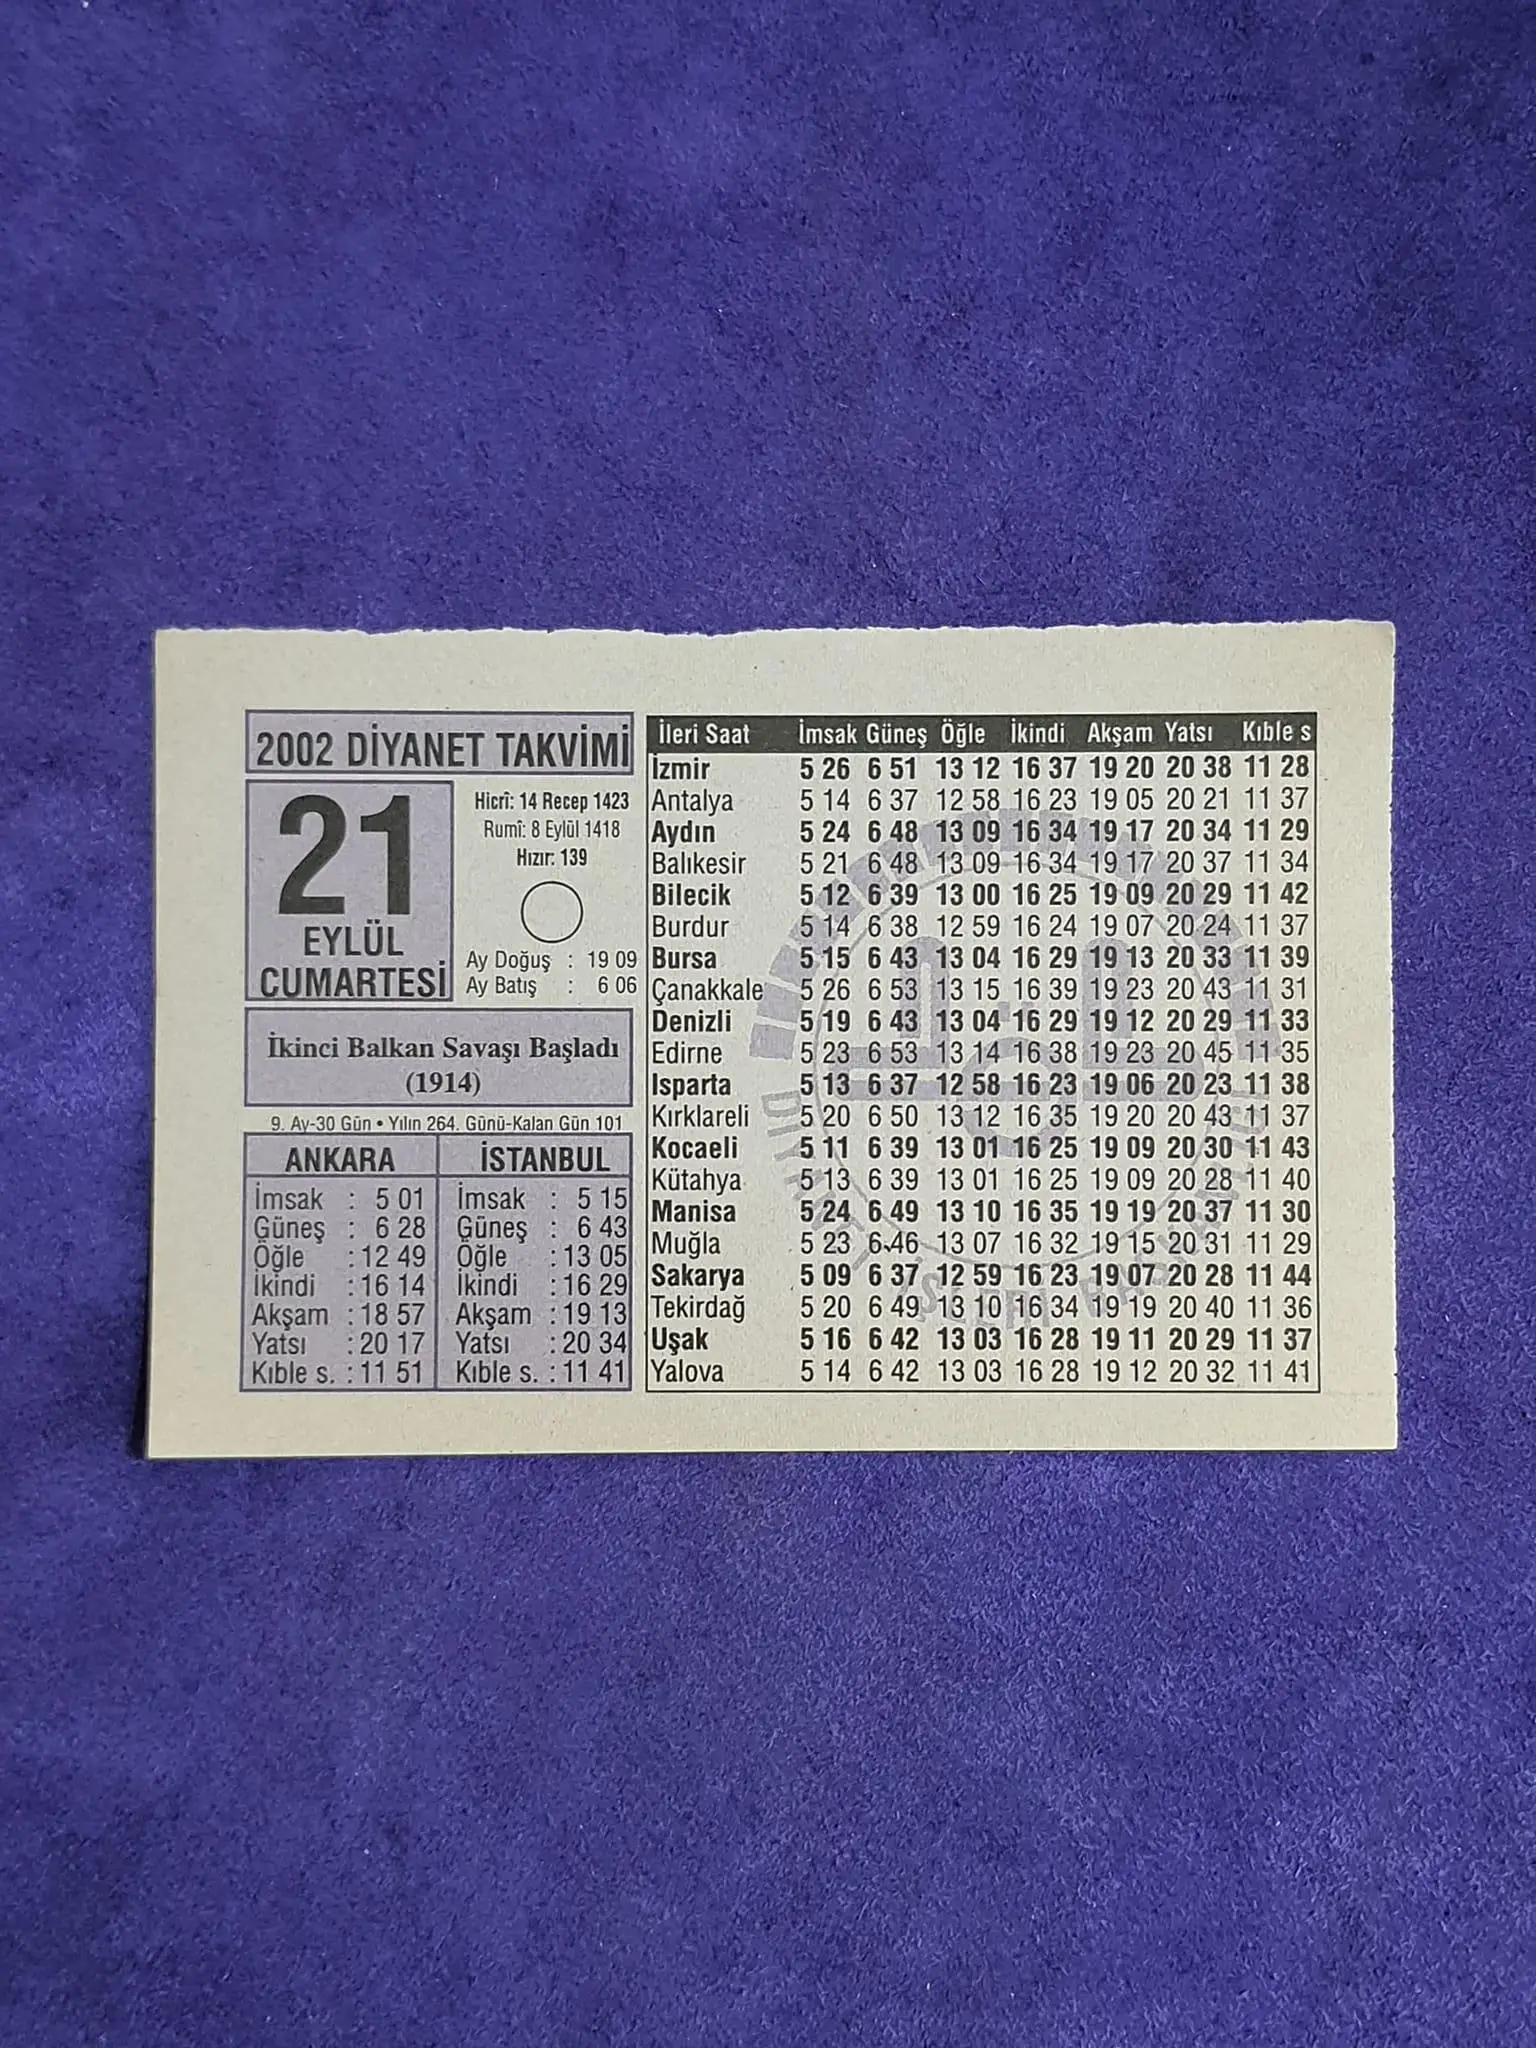 2002 DİYANET TAKVİMİ
21
EYLÜL
CUMARTESİ
Hicrî: 14 Recep 1423
Rumî: 8 Eylül 1418
Hızır: 139
Ay Doğuş : 19 09
Ay Batış : 6 06
İkinci Balkan Savaşı Başladı
(1914)
9. Ay-30 Gün • Yılın 264. Günü-Kalan Gün 101
ANKARA
İmsak : 5 01
Güneş : 6 28
Öğle : 12 49
İkindi : 16 14
Akşam : 18 57
Yatsı : 20 17
Kıble s. : 11 51
İSTANBUL
İmsak : 5 15
Güneş : 6 43
Öğle : 13 05
İkindi : 16 29
Akşam : 19 13
Yatsı : 20 34
Kıble s. : 11 41
İleri Saat İmsak Güneş Öğle İkindi Akşam Yatsı Kıble s
İzmir 5 26 6 51 13 12 16 37 19 20 20 38 11 28
Antalya 5 14 6 37 12 58 16 23 19 05 20 21 11 37
Aydın 5 24 6 48 13 09 16 34 19 17 20 34 11 29
Balıkesir 5 21 6 48 13 09 16 34 19 17 20 37 11 34
Bilecik 5 12 6 39 13 00 16 25 19 09 20 29 11 42
Burdur 5 14 6 38 12 59 16 24 19 07 20 24 11 37
Bursa 5 15 6 43 13 04 16 29 19 13 20 33 11 39
Çanakkale 5 26 6 53 13 15 16 39 19 23 20 43 11 31
Denizli 5 19 6 43 13 04 16 29 19 12 20 29 11 33
Edirne 5 23 6 53 13 14 16 38 19 23 20 45 11 35
Isparta 5 13 6 37 12 58 16 23 19 06 20 23 11 38
Kırklareli 5 20 6 50 13 12 16 35 19 20 20 43 11 37
Kocaeli 5 11 6 39 13 01 16 25 19 09 20 30 11 43
Kütahya 5 13 6 39 13 01 16 25 19 09 20 28 11 40
Manisa 5 24 6 49 13 10 16 35 19 19 20 37 11 30
Muğla 5 23 6 46 13 07 16 32 19 15 20 31 11 29
Sakarya 5 09 6 37 12 59 16 23 19 07 20 28 11 44
Tekirdağ 5 20 6 49 13 10 16 34 19 19 20 40 11 36
Uşak 5 16 6 42 13 03 16 28 19 11 20 29 11 37
Yalova 5 14 6 42 13 03 16 28 19 12 20 32 11 41
DİYANET İŞLERİ BAŞKANLIĞI